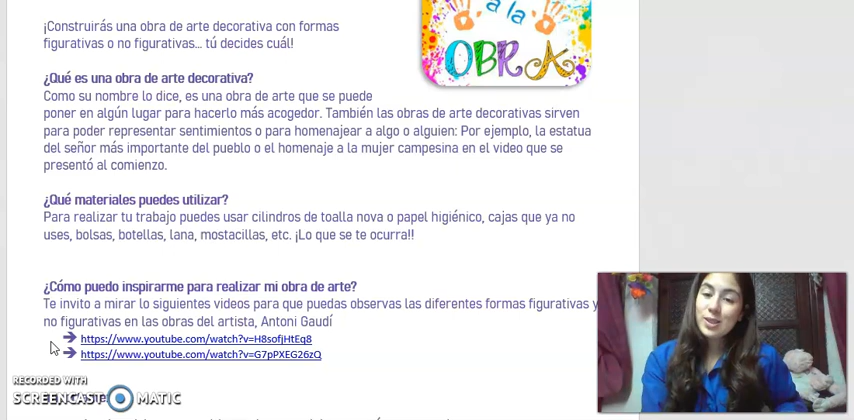 ¡Construirás una obra de arte decorativa con formas
figurativas o no figurativas... tú decides cuál!
a la
OBRA
¿Qué es una obra de arte decorativa?
Como su nombre lo dice, es una obra de arte que se puede
poner en algún lugar para hacerlo más acogedor. También las obras de arte decorativas sirven
para poder representar sentimientos o para homenajear a algo o alguien: Por ejemplo, la estatua
del señor más importante del pueblo o el homenaje a la mujer campesina en el video que se
presentó al comienzo.
¿Qué materiales puedes utilizar?
Para realizar tu trabajo puedes usar cilindros de toalla nova o papel higiénico, cajas que ya no
uses, bolsas, botellas, lana, mostacillas, etc. ¡Lo que se te ocurra!!
¿Cómo puedo inspirarme para realizar mi obra de arte?
Te invito a mirar lo siguientes videos para que puedas observas las diferentes formas figurativas y
no figurativas en las obras del artista, Antoni Gaudí
https://www.youtube.com/watch?v=H8sofjHtEq8
https://www.youtube.com/watch?v=G7pPXEG26zQ
RECORDED WITH
SCREENCAST MATIC